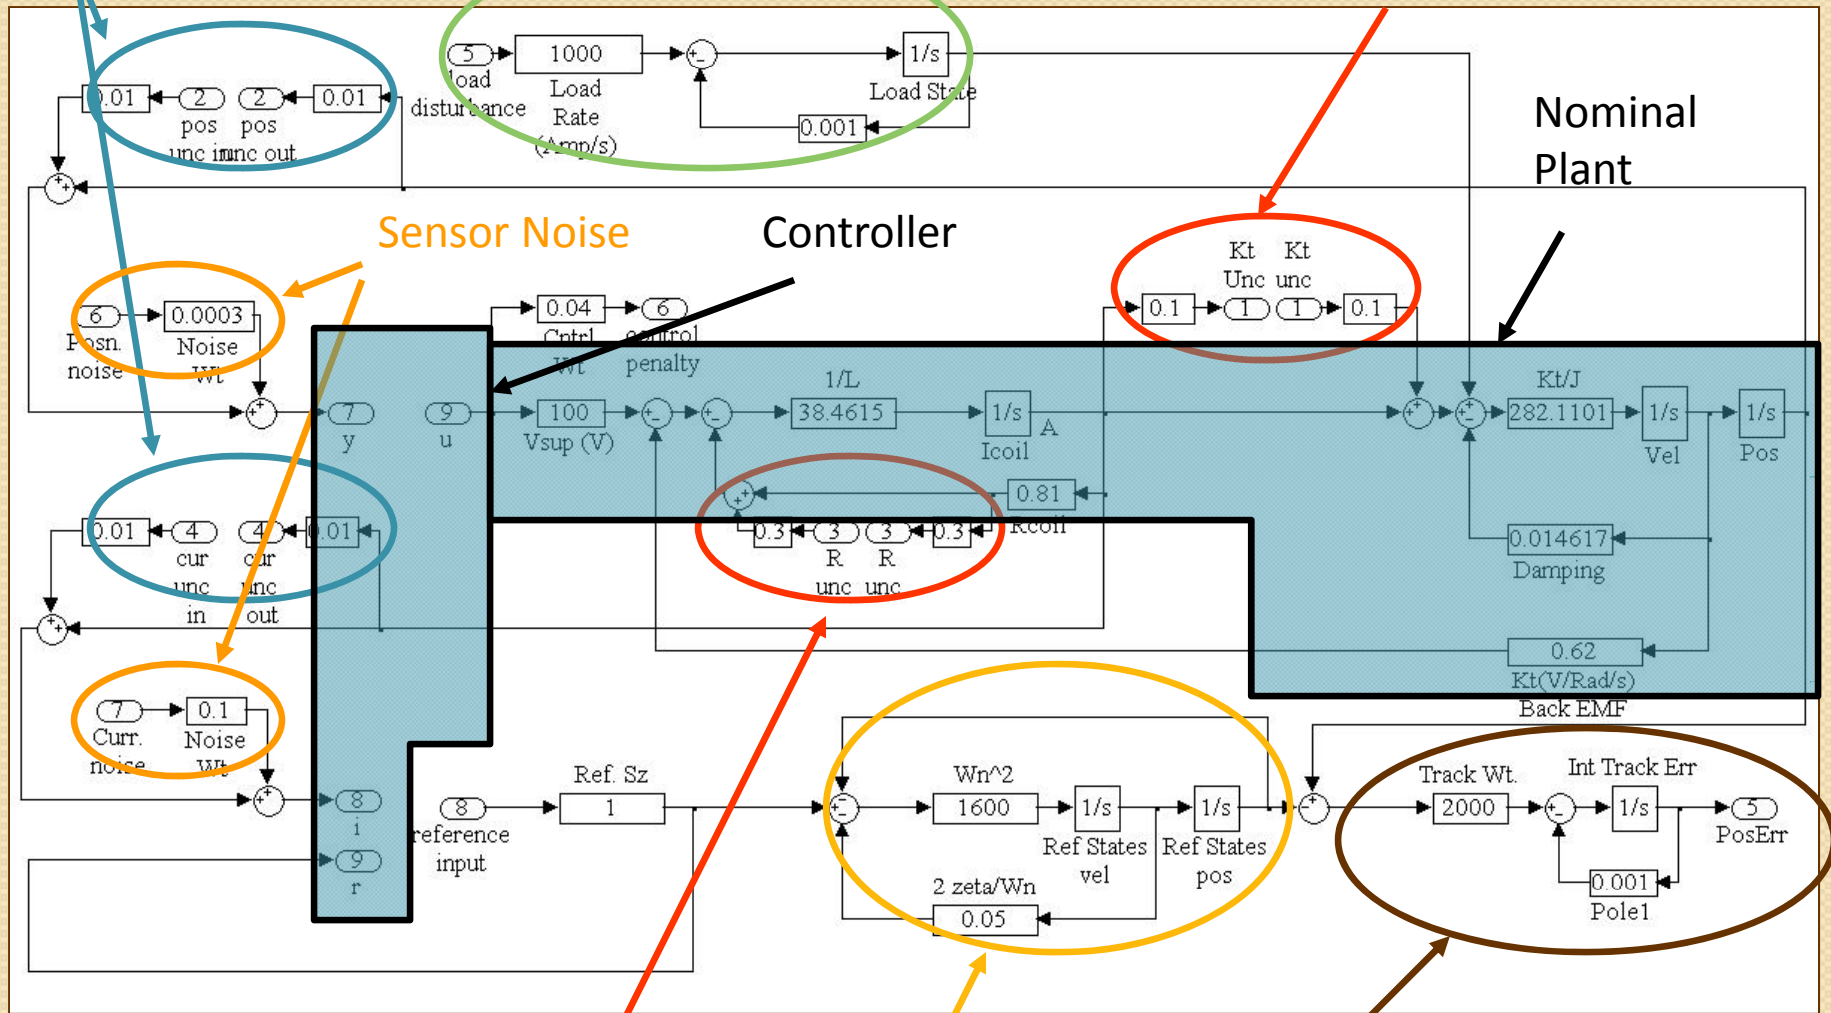 5
1000
1/s
load
disturbance
Load
Rate
(Amp/s)
Load State
0.001
0.01
2
2
0.01
pos
pos
unc in
unc out
Nominal
Plant
Sensor Noise
Controller
Kt
Kt
Unc
unc
0.1
1
1
0.1
6
0.0003
Posn.
noise
Noise
Wt
0.04
6
Cntrl
Wt
control
penalty
7
y
9
u
100
Vsup (V)
1/L
38.4615
1/s
A
Icoil
Kt/J
282.1101
1/s
Vel
1/s
Pos
0.81
Rcoil
0.3
3
3
0.3
R
R
unc
unc
0.014617
Damping
0.01
4
4
0.01
cur
cur
unc
unc
in
out
0.62
Kt(V/Rad/s)
Back EMF
7
0.1
Curr.
noise
Noise
Wt
8
i
9
r
8
reference
input
Ref. Sz
1
Wn^2
1600
1/s
1/s
Ref States
vel
Ref States
pos
2 zeta/Wn
0.05
Track Wt.
2000
Int Track Err
1/s
5
PosErr
0.001
Pole1